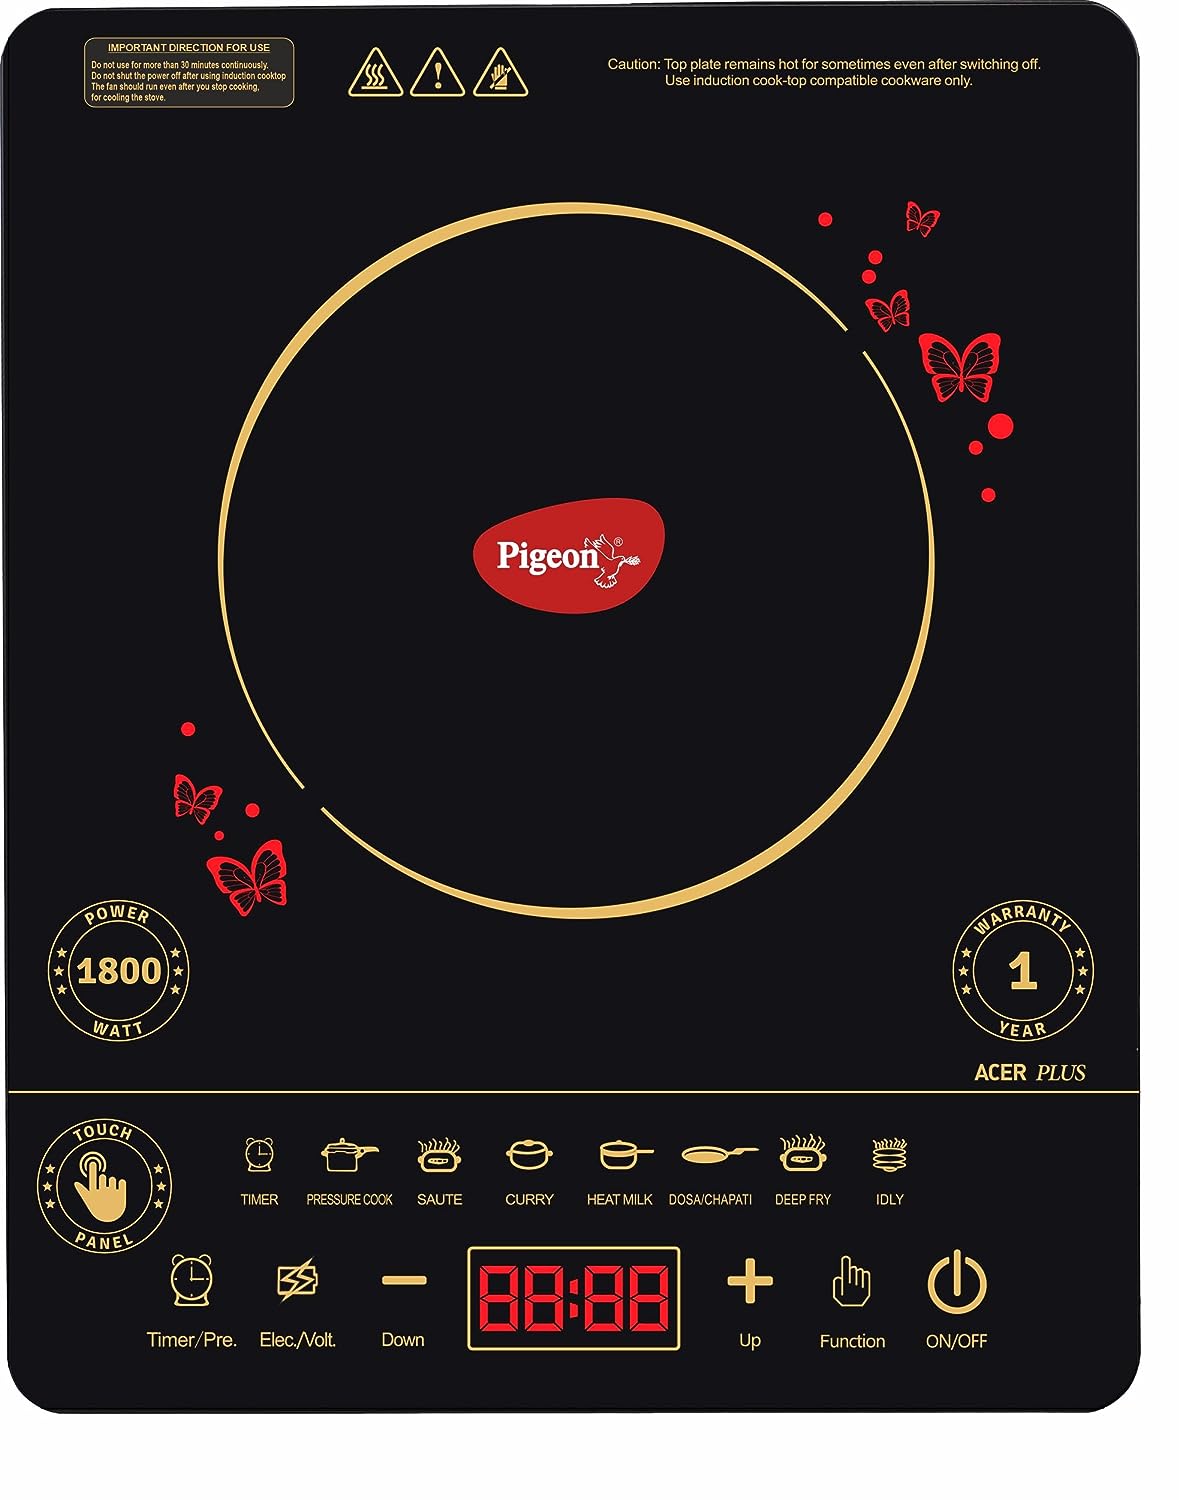 IMPORTANT DIRECTION FOR USE
Do not use for more than 30 minutes continuously.
Do not shut the power off after using induction cooktop
The fan should run even after you stop cooking,
for cooling the stove.
Caution: Top plate remains hot for sometimes even after switching off.
Use induction cook-top compatible cookware only.
Pigeon®
POWER
1800
WATT
WARRANTY
1
YEAR
ACER PLUS
TOUCH
PANEL
TIMER PRESSURE COOK SAUTE CURRY HEAT MILK DOSA/CHAPATI DEEP FRY IDLY
88:88
Timer/Pre. Elec./Volt. Down Up Function ON/OFF